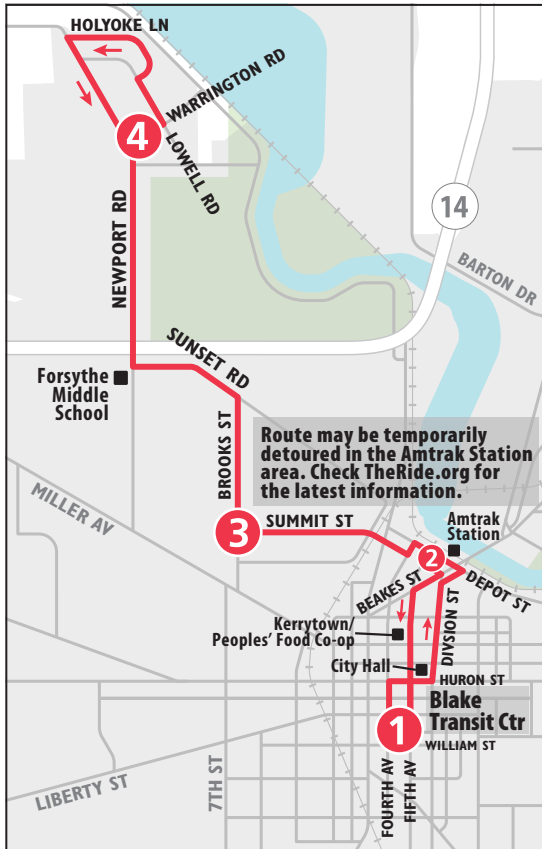 HOLYOKE LN
WARRINGTON RD
4
LOWELL RD
NEWPORT RD
14
BARTON DR
SUNSET RD
Forsythe
Middle
School
BROOKS ST
Route may be temporarily
detoured in the Amtrak Station
area. Check TheRide.org for
the latest information.
MILLER AV
3
SUMMIT ST
Amtrak
Station
2
BEAKES ST
DEPOT ST
DIVSION ST
Kerrytown/
Peoples' Food Co-op
City Hall
HURON ST
Blake
Transit Ctr
1
WILLIAM ST
LIBERTY ST
7TH ST
FOURTH AV
FIFTH AV